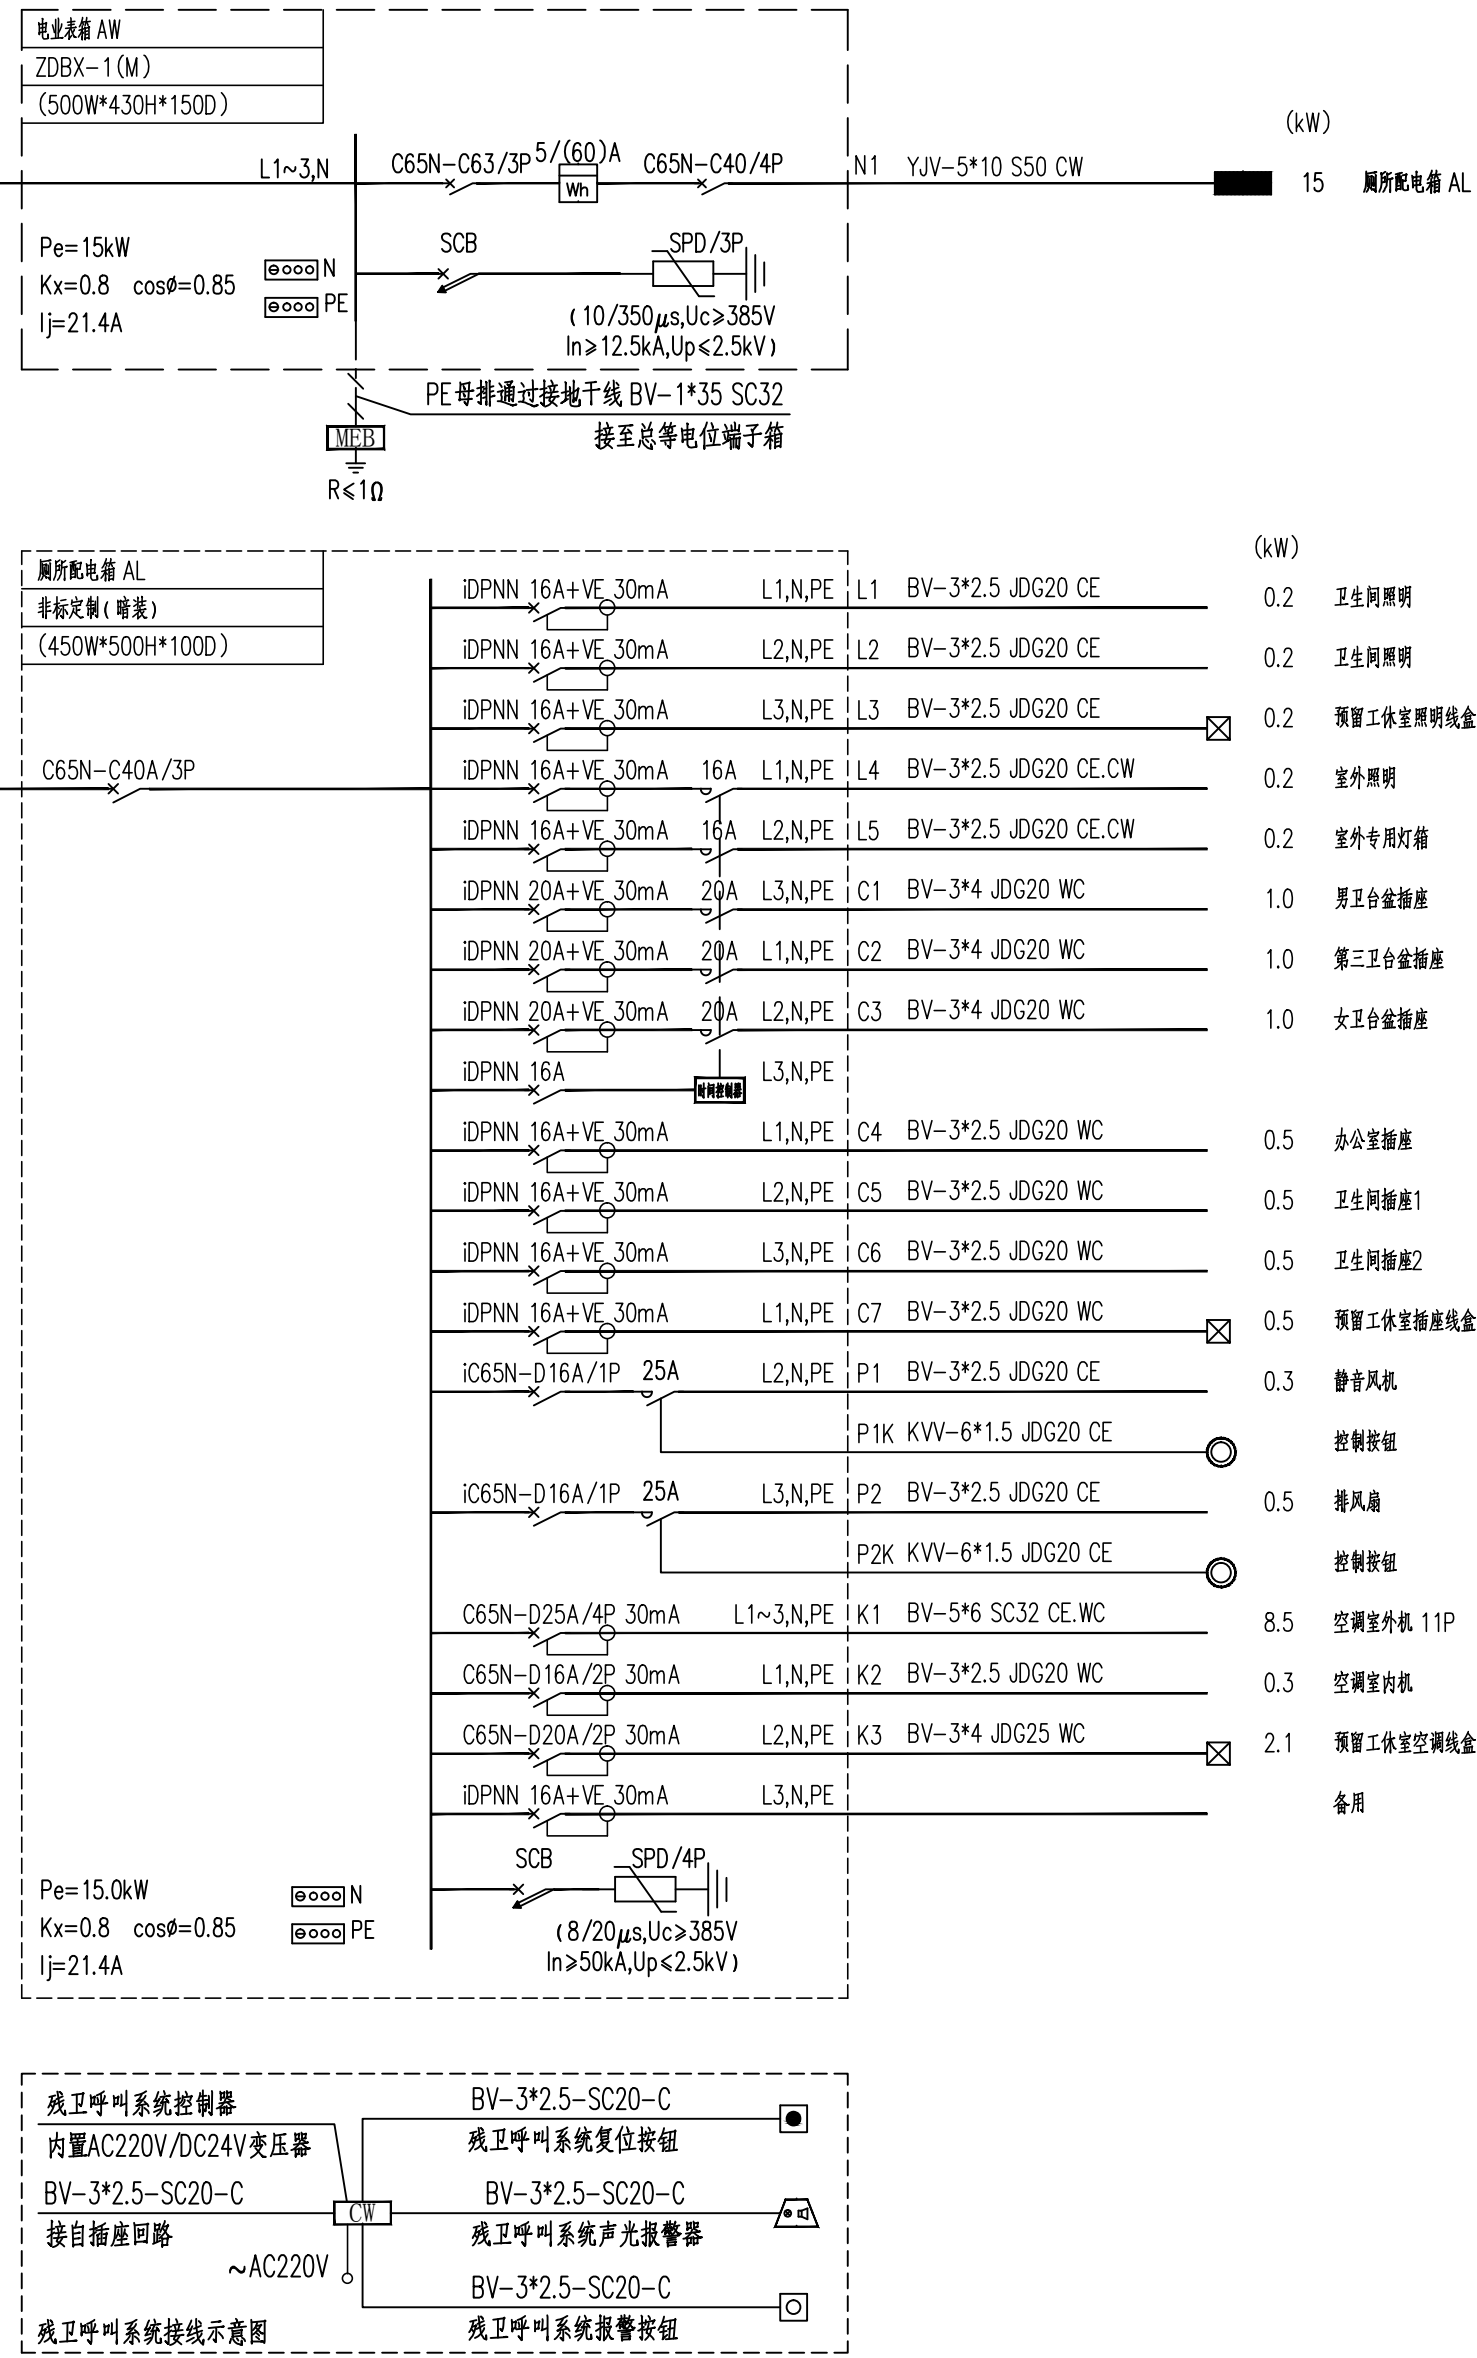 电业表箱 AW
ZDBX-1(M)
(500W*430H*150D)
(kW)
L1~3,N C65N-C63/3P 5/(60)A Wh C65N-C40/4P N1 YJV-5*10 S50 CW 15 厕所配电箱 AL
Pe=15kW
Kx=0.8 cosø=0.85
Ij=21.4A
N
PE
SCB SPD/3P
(10/350μs,Uc≥385V
In≥12.5kA,Up≤2.5kV)
PE母排通过接地干线 BV-1*35 SC32
接至总等电位端子箱
MEB
R≤1Ω
(kW)
厕所配电箱 AL
非标定制(暗装)
(450W*500H*100D)
C65N-C40A/3P
iDPNN 16A+VE 30mA L1,N,PE L1 BV-3*2.5 JDG20 CE 0.2 卫生间照明
iDPNN 16A+VE 30mA L2,N,PE L2 BV-3*2.5 JDG20 CE 0.2 卫生间照明
iDPNN 16A+VE 30mA L3,N,PE L3 BV-3*2.5 JDG20 CE 0.2 预留工休室照明线盒
iDPNN 16A+VE 30mA 16A L1,N,PE L4 BV-3*2.5 JDG20 CE.CW 0.2 室外照明
iDPNN 16A+VE 30mA 16A L2,N,PE L5 BV-3*2.5 JDG20 CE.CW 0.2 室外专用灯箱
iDPNN 20A+VE 30mA 20A L3,N,PE C1 BV-3*4 JDG20 WC 1.0 男卫台盆插座
iDPNN 20A+VE 30mA 20A L1,N,PE C2 BV-3*4 JDG20 WC 1.0 第三卫台盆插座
iDPNN 20A+VE 30mA 20A L2,N,PE C3 BV-3*4 JDG20 WC 1.0 女卫台盆插座
iDPNN 16A 时间控制器 L3,N,PE
iDPNN 16A+VE 30mA L1,N,PE C4 BV-3*2.5 JDG20 WC 0.5 办公室插座
iDPNN 16A+VE 30mA L2,N,PE C5 BV-3*2.5 JDG20 WC 0.5 卫生间插座1
iDPNN 16A+VE 30mA L3,N,PE C6 BV-3*2.5 JDG20 WC 0.5 卫生间插座2
iDPNN 16A+VE 30mA L1,N,PE C7 BV-3*2.5 JDG20 WC 0.5 预留工休室插座线盒
iC65N-D16A/1P 25A L2,N,PE P1 BV-3*2.5 JDG20 CE 0.3 静音风机
P1K KVV-6*1.5 JDG20 CE 控制按钮
iC65N-D16A/1P 25A L3,N,PE P2 BV-3*2.5 JDG20 CE 0.5 排风扇
P2K KVV-6*1.5 JDG20 CE 控制按钮
C65N-D25A/4P 30mA L1~3,N,PE K1 BV-5*6 SC32 CE.WC 8.5 空调室外机 11P
C65N-D16A/2P 30mA L1,N,PE K2 BV-3*2.5 JDG20 WC 0.3 空调室内机
C65N-D20A/2P 30mA L2,N,PE K3 BV-3*4 JDG25 WC 2.1 预留工休室空调线盒
iDPNN 16A+VE 30mA L3,N,PE 备用
SCB SPD/4P
(8/20μs,Uc≥385V
In≥50kA,Up≤2.5kV)
Pe=15.0kW
Kx=0.8 cosø=0.85
Ij=21.4A
N
PE
残卫呼叫系统控制器
内置AC220V/DC24V变压器
BV-3*2.5-SC20-C
接自插座回路
CW
~AC220V
BV-3*2.5-SC20-C
残卫呼叫系统复位按钮
BV-3*2.5-SC20-C
残卫呼叫系统声光报警器
BV-3*2.5-SC20-C
残卫呼叫系统报警按钮
残卫呼叫系统接线示意图